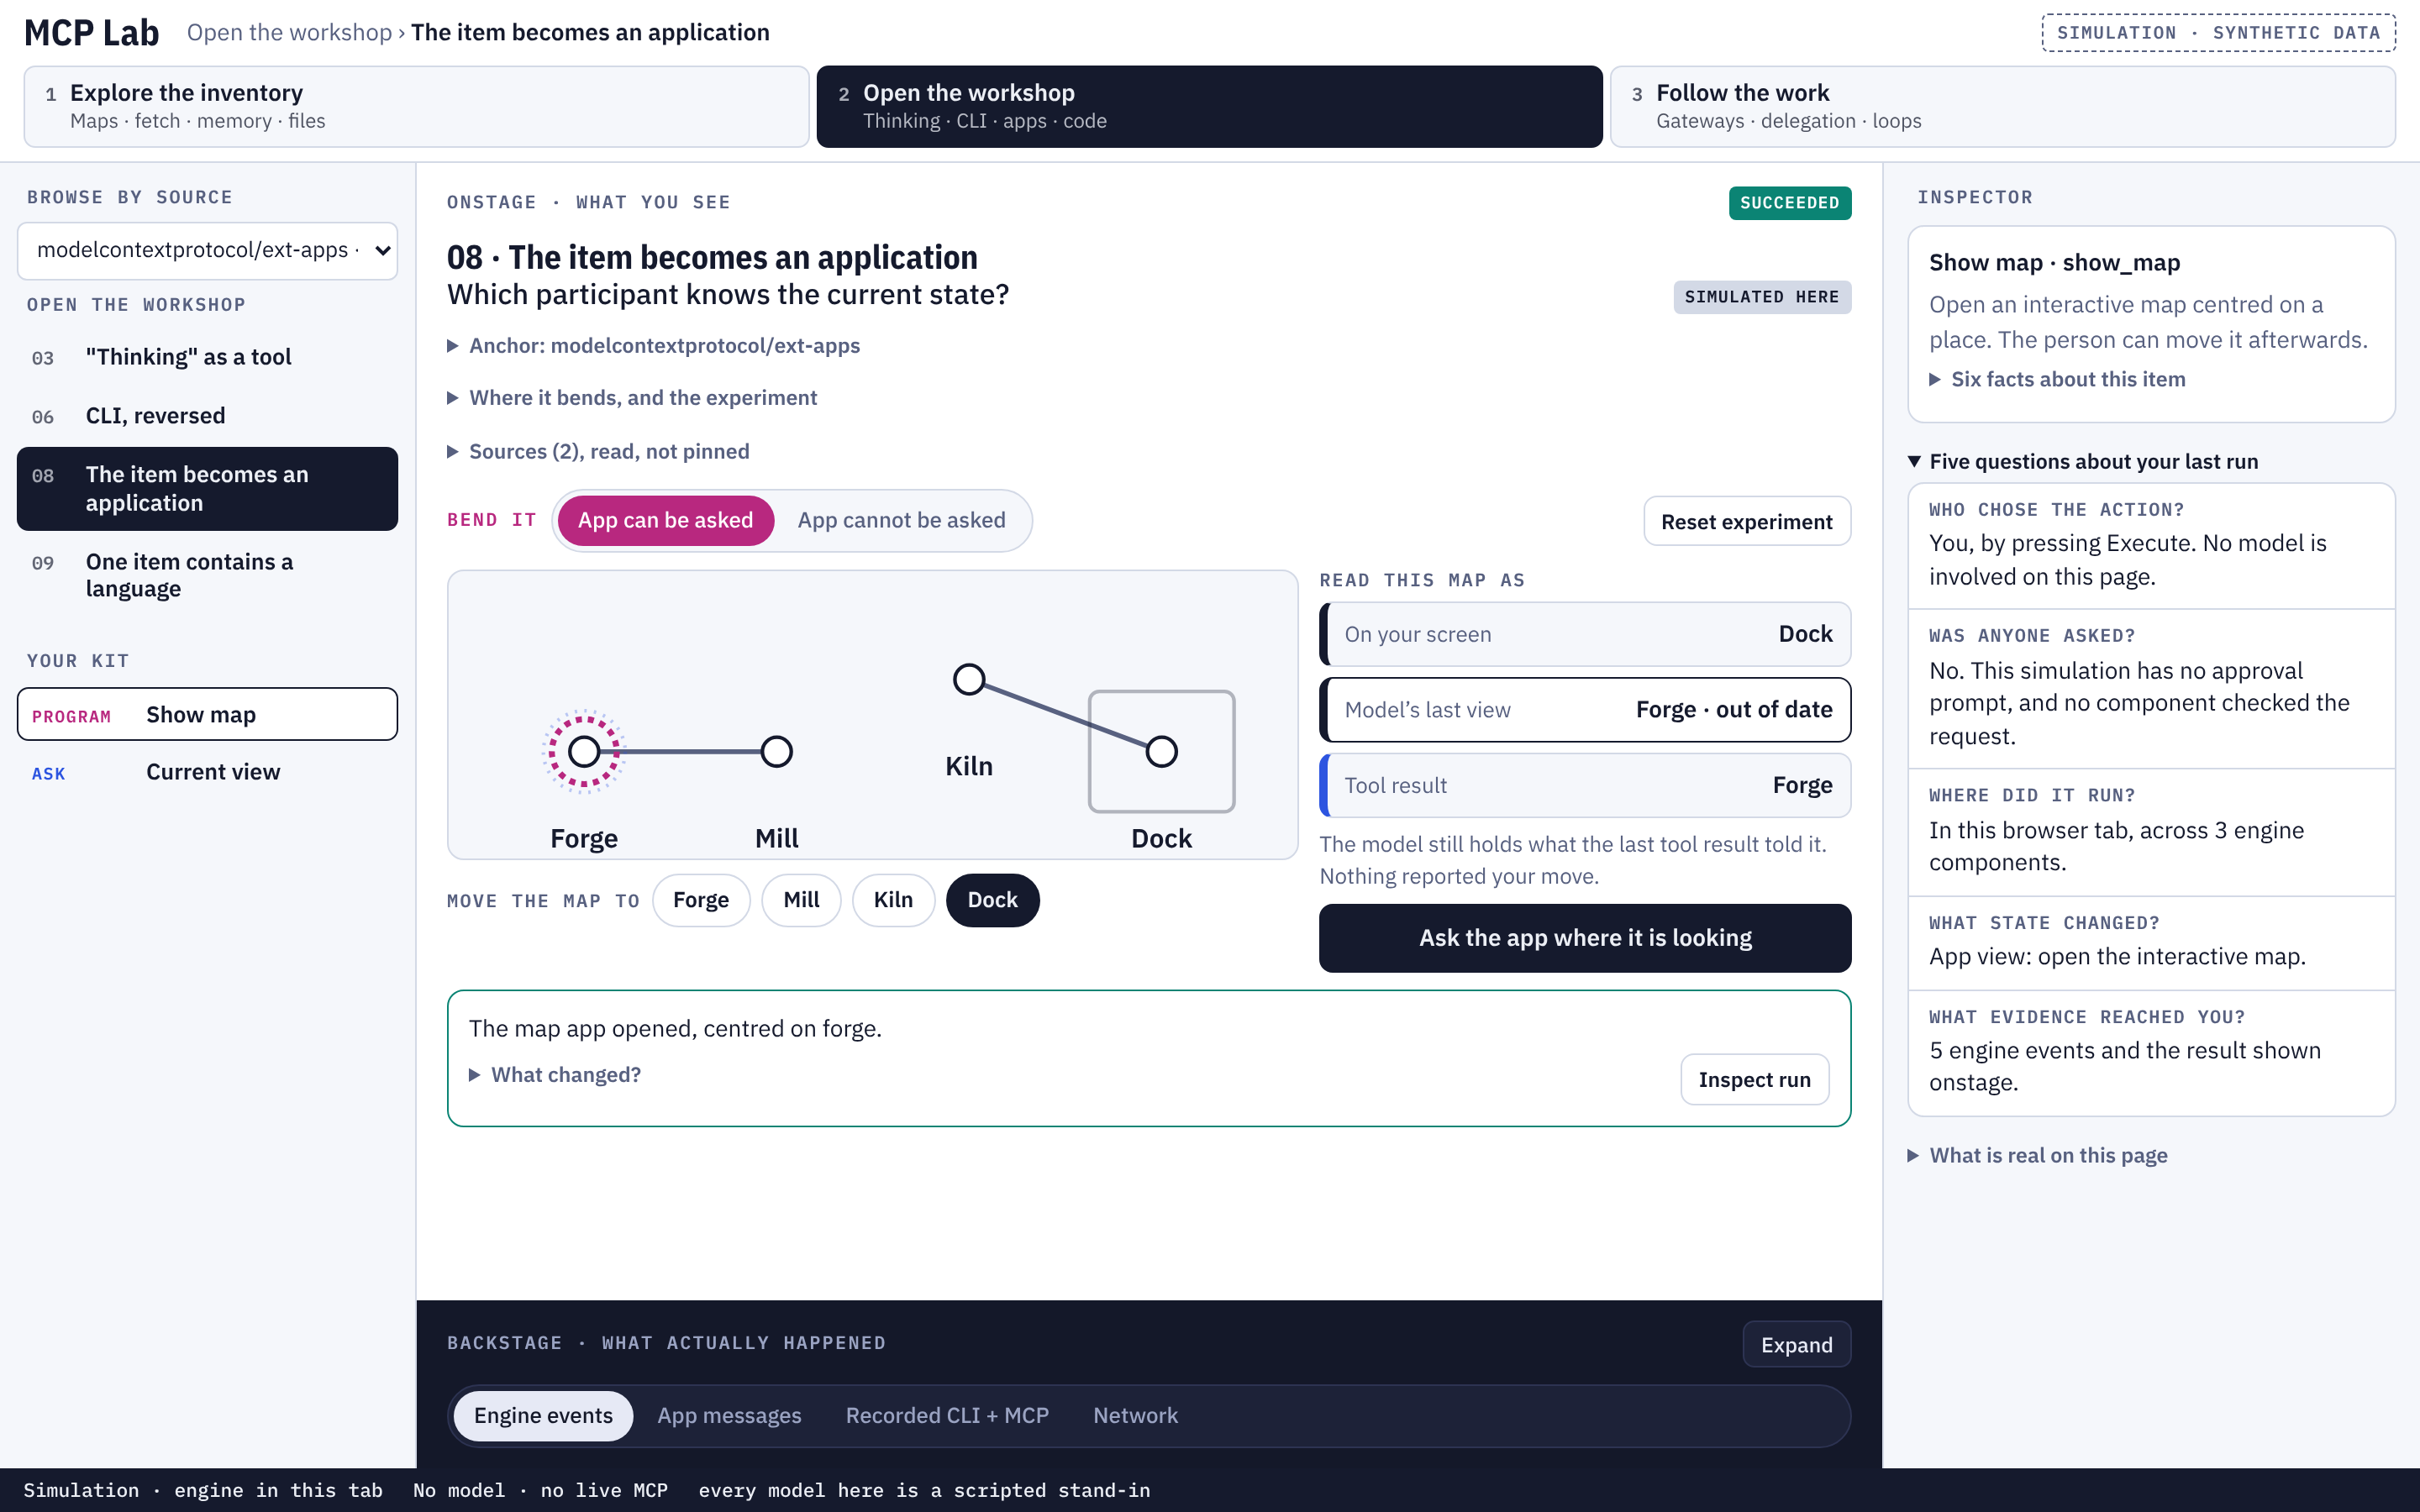 MCP Lab
Open the workshop › The item becomes an application
SIMULATION · SYNTHETIC DATA
1 Explore the inventory
Maps · fetch · memory · files
2 Open the workshop
Thinking · CLI · apps · code
3 Follow the work
Gateways · delegation · loops
BROWSE BY SOURCE
modelcontextprotocol/ext-apps ·
OPEN THE WORKSHOP
03 "Thinking" as a tool
06 CLI, reversed
08 The item becomes an
application
09 One item contains a
language
YOUR KIT
PROGRAM Show map
ASK Current view
ONSTAGE · WHAT YOU SEE
SUCCEEDED
08 · The item becomes an application
Which participant knows the current state?
SIMULATED HERE
Anchor: modelcontextprotocol/ext-apps
Where it bends, and the experiment
Sources (2), read, not pinned
BEND IT
App can be asked
App cannot be asked
Reset experiment
Forge
Mill
Kiln
Dock
MOVE THE MAP TO
Forge
Mill
Kiln
Dock
READ THIS MAP AS
On your screen Dock
Model’s last view Forge · out of date
Tool result Forge
The model still holds what the last tool result told it.
Nothing reported your move.
Ask the app where it is looking
The map app opened, centred on forge.
What changed?
Inspect run
BACKSTAGE · WHAT ACTUALLY HAPPENED
Expand
Engine events
App messages
Recorded CLI + MCP
Network
INSPECTOR
Show map · show_map
Open an interactive map centred on a
place. The person can move it afterwards.
Six facts about this item
Five questions about your last run
WHO CHOSE THE ACTION?
You, by pressing Execute. No model is
involved on this page.
WAS ANYONE ASKED?
No. This simulation has no approval
prompt, and no component checked the
request.
WHERE DID IT RUN?
In this browser tab, across 3 engine
components.
WHAT STATE CHANGED?
App view: open the interactive map.
WHAT EVIDENCE REACHED YOU?
5 engine events and the result shown
onstage.
What is real on this page
Simulation · engine in this tab No model · no live MCP every model here is a scripted stand-in